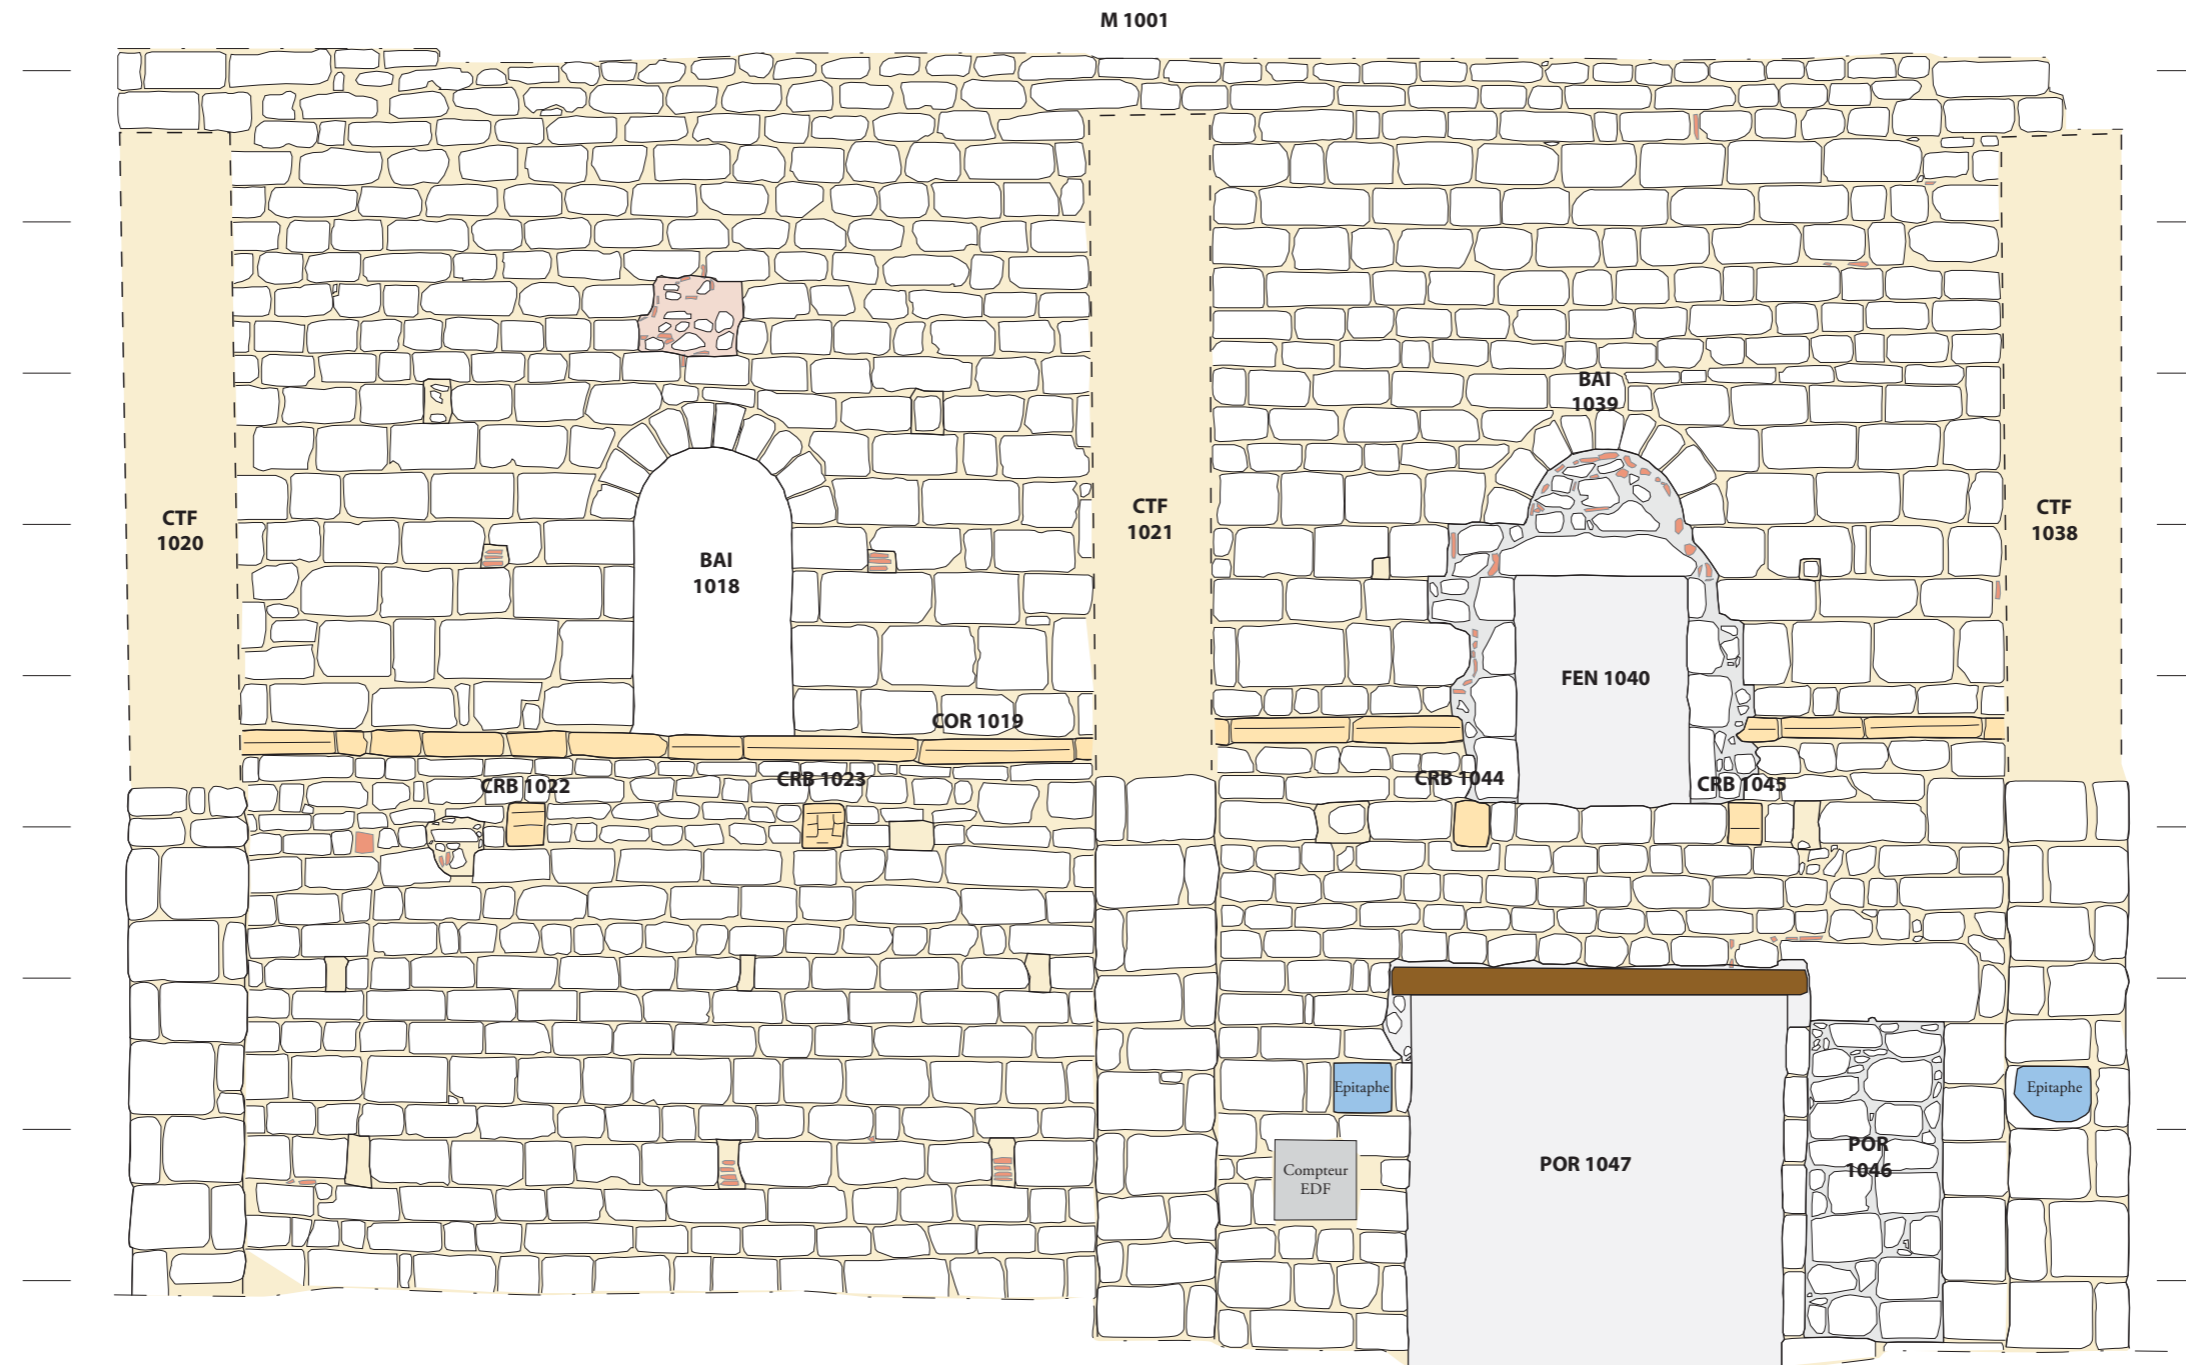 M 1001
BAI
1039
CTF
1020
CTF
1021
CTF
1038
BAI
1018
FEN 1040
COR 1019
CRB 1022
CRB 1023
CRB 1044
CRB 1045
Epitaphe
Epitaphe
Compteur
EDF
POR 1047
POR
1046